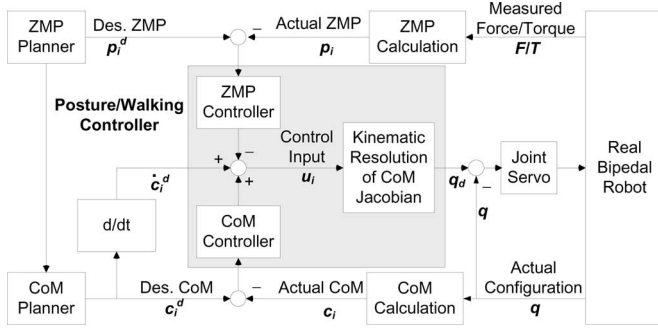 ZMP
Planner
Des. ZMP
p_i^d
−
−
Actual ZMP
p_i
ZMP
Calculation
Measured
Force/Torque
F/T
Posture/Walking
Controller
ZMP
Controller
−
+
+
Control
Input
u_i
Kinematic
Resolution
of CoM
Jacobian
q_d
−
q
Joint
Servo
Real
Bipedal
Robot
ċ_i^d
d/dt
CoM
Controller
CoM
Planner
Des. CoM
c_i^d
−
Actual CoM
c_i
CoM
Calculation
Actual
Configuration
q